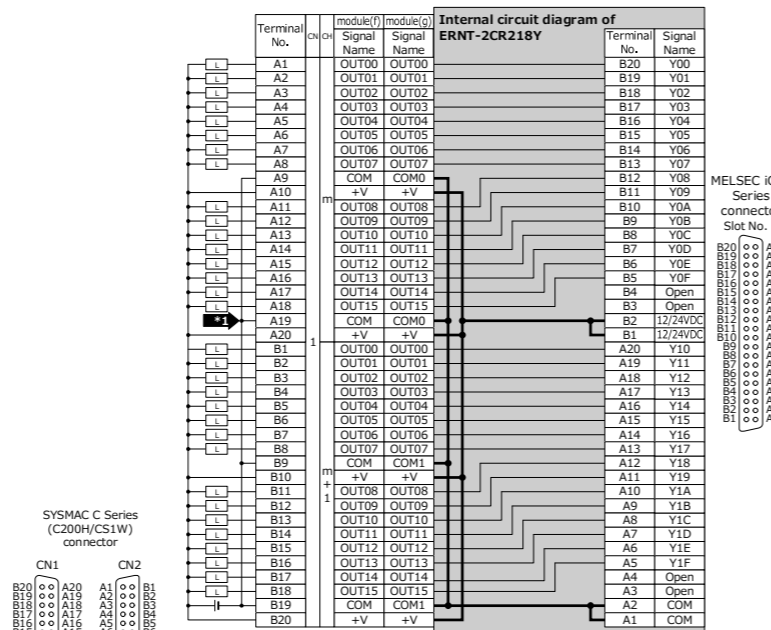 Terminal No. CN CH module(f) Signal Name module(g) Signal Name
Internal circuit diagram of
ERNT-2CR218Y
Terminal No. Signal Name
L A1 OUT00 OUT00 B20 Y00
L A2 OUT01 OUT01 B19 Y01
L A3 OUT02 OUT02 B18 Y02
L A4 OUT03 OUT03 B17 Y03
L A5 OUT04 OUT04 B16 Y04
L A6 OUT05 OUT05 B15 Y05
L A7 OUT06 OUT06 B14 Y06
L A8 OUT07 OUT07 B13 Y07
A9 COM COM0 B12 Y08
A10 m +V +V B11 Y09
L A11 OUT08 OUT08 B10 Y0A
L A12 OUT09 OUT09 B9 Y0B
L A13 OUT10 OUT10 B8 Y0C
L A14 OUT11 OUT11 B7 Y0D
L A15 OUT12 OUT12 B6 Y0E
L A16 OUT13 OUT13 B5 Y0F
L A17 OUT14 OUT14 B4 Open
L A18 OUT15 OUT15 B3 Open
*1 A19 COM COM0 B2 12/24VDC
A20 1 +V +V B1 12/24VDC
L B1 OUT00 OUT00 A20 Y10
L B2 OUT01 OUT01 A19 Y11
L B3 OUT02 OUT02 A18 Y12
L B4 OUT03 OUT03 A17 Y13
L B5 OUT04 OUT04 A16 Y14
L B6 OUT05 OUT05 A15 Y15
L B7 OUT06 OUT06 A14 Y16
L B8 OUT07 OUT07 A13 Y17
B9 COM COM1 A12 Y18
B10 m+1 +V +V A11 Y19
L B11 OUT08 OUT08 A10 Y1A
L B12 OUT09 OUT09 A9 Y1B
L B13 OUT10 OUT10 A8 Y1C
L B14 OUT11 OUT11 A7 Y1D
L B15 OUT12 OUT12 A6 Y1E
L B16 OUT13 OUT13 A5 Y1F
L B17 OUT14 OUT14 A4 Open
L B18 OUT15 OUT15 A3 Open
B19 COM COM1 A2 COM
B20 +V +V A1 COM
MELSEC
Series
Slot No.
B20 A
B19 A
B18 A
B17 A
B16 A
B15 A
B14 A
B13 A
B12 A
B11 A
B10 A
B9 A
B8 A
B7 A
B6 A
B5 A
B4 A
B3 A
B2 A
B1 A
SYSMAC C Series
(C200H/CS1W)
connector
CN1 CN2
B20 A20 A1 B1
B19 A19 A2 B2
B18 A18 A3 B3
B17 A17 A4 B4
B16 A16 A5 B5